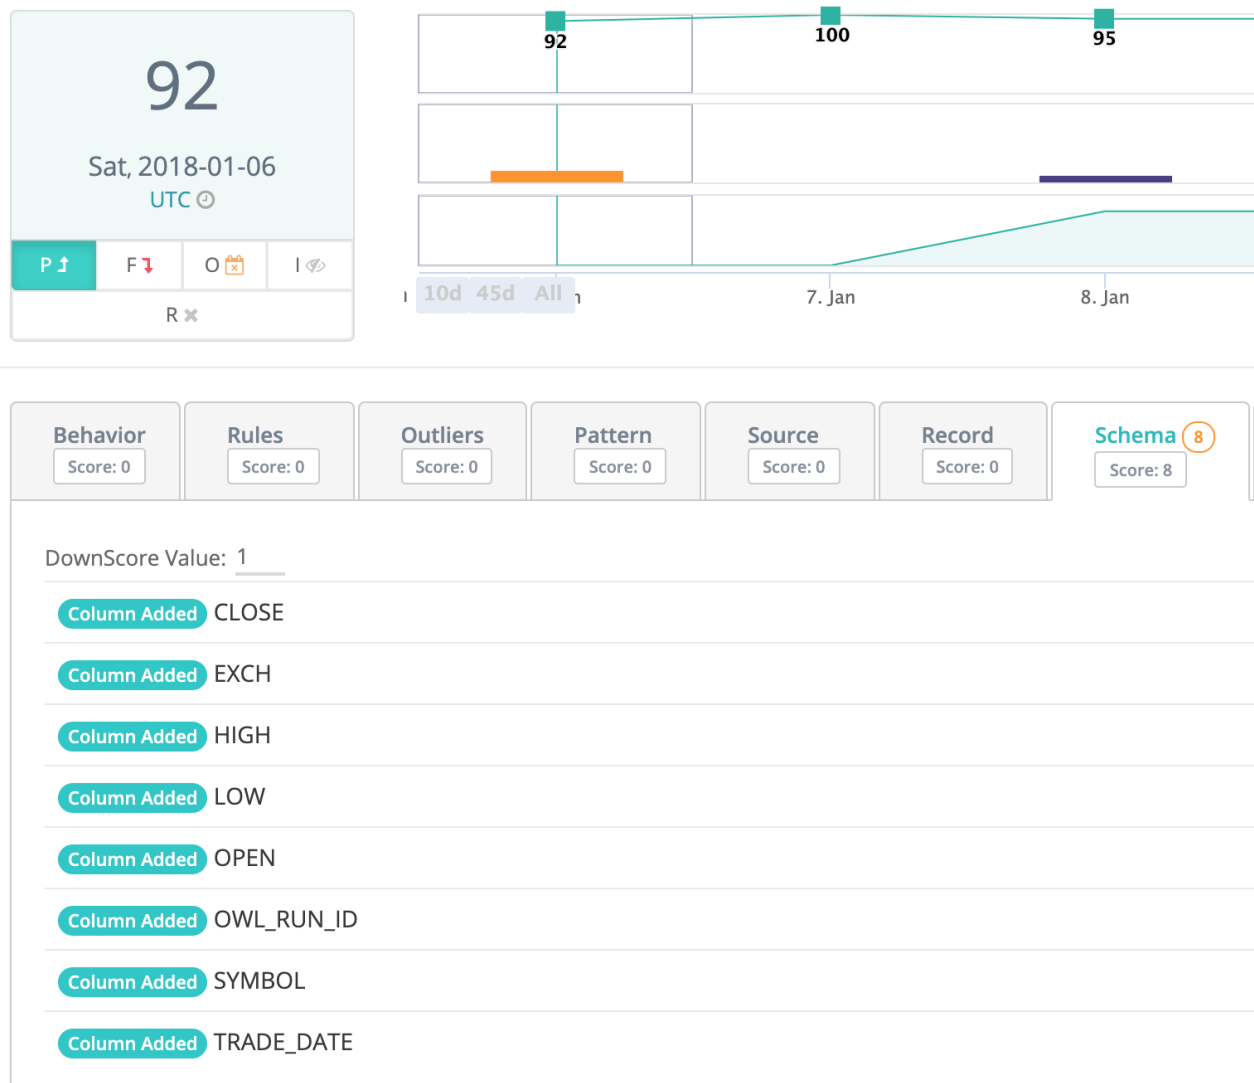 92
Sat, 2018-01-06
UTC
P
F
O
I
R
92
100
95
10d 45d All
7. Jan
8. Jan
Behavior
Score: 0
Rules
Score: 0
Outliers
Score: 0
Pattern
Score: 0
Source
Score: 0
Record
Score: 0
Schema 8
Score: 8
DownScore Value: 1
Column Added CLOSE
Column Added EXCH
Column Added HIGH
Column Added LOW
Column Added OPEN
Column Added OWL_RUN_ID
Column Added SYMBOL
Column Added TRADE_DATE